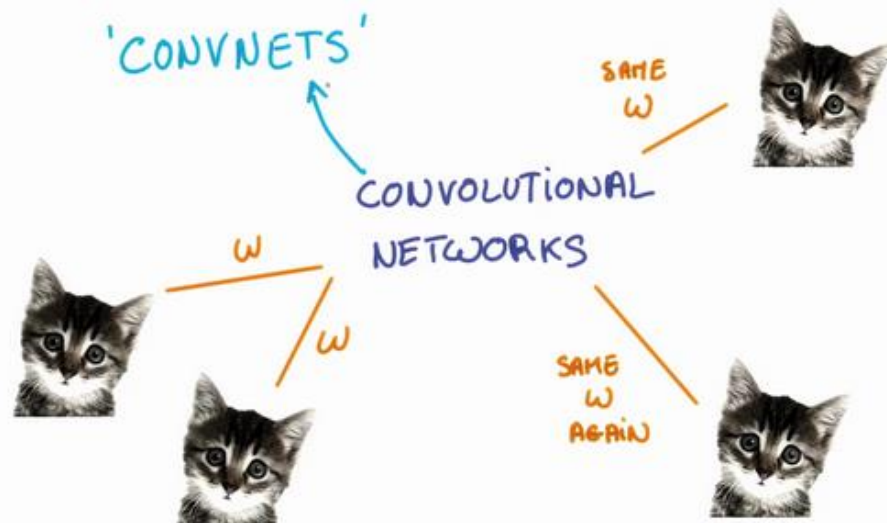 'CONVNETS'
SAME
W
CONVOLUTIONAL
NETWORKS
W
W
SAME
W
AGAIN